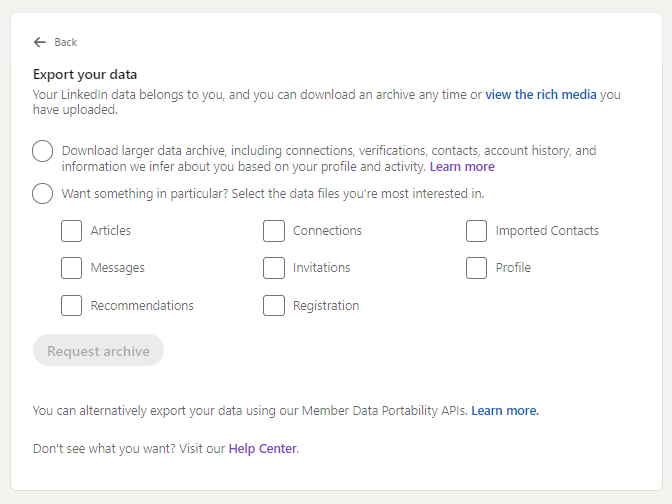 Back
Export your data
Your LinkedIn data belongs to you, and you can download an archive any time or view the rich media you
have uploaded.
Download larger data archive, including connections, verifications, contacts, account history, and
information we infer about you based on your profile and activity. Learn more
Want something in particular? Select the data files you're most interested in.
Articles Connections Imported Contacts
Messages Invitations Profile
Recommendations Registration
Request archive
You can alternatively export your data using our Member Data Portability APIs. Learn more.
Don't see what you want? Visit our Help Center.